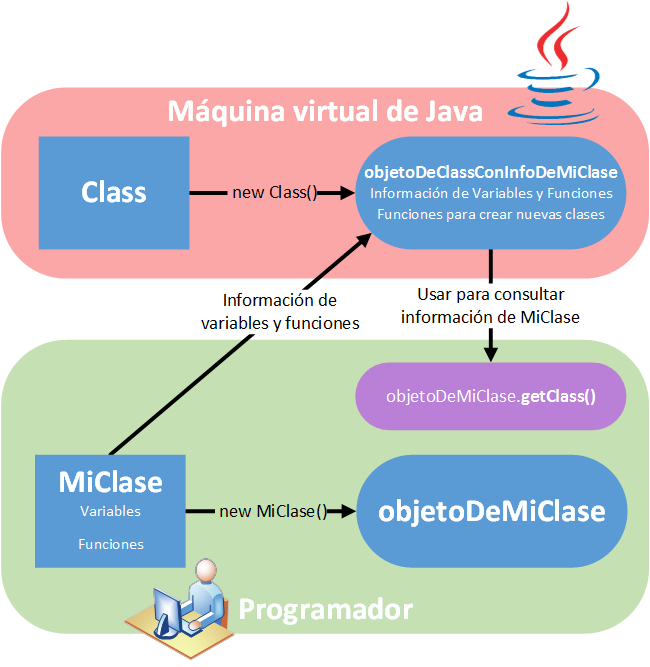 Máquina virtual de Java
Class
new Class()
objetoDeClassConInfoDeMiClase
Información de Variables y Funciones
Funciones para crear nuevas clases
Información de
variables y funciones
Usar para consultar
información de MiClase
objetoDeMiClase.getClass()
MiClase
Variables
Funciones
new MiClase()
objetoDeMiClase
Programador